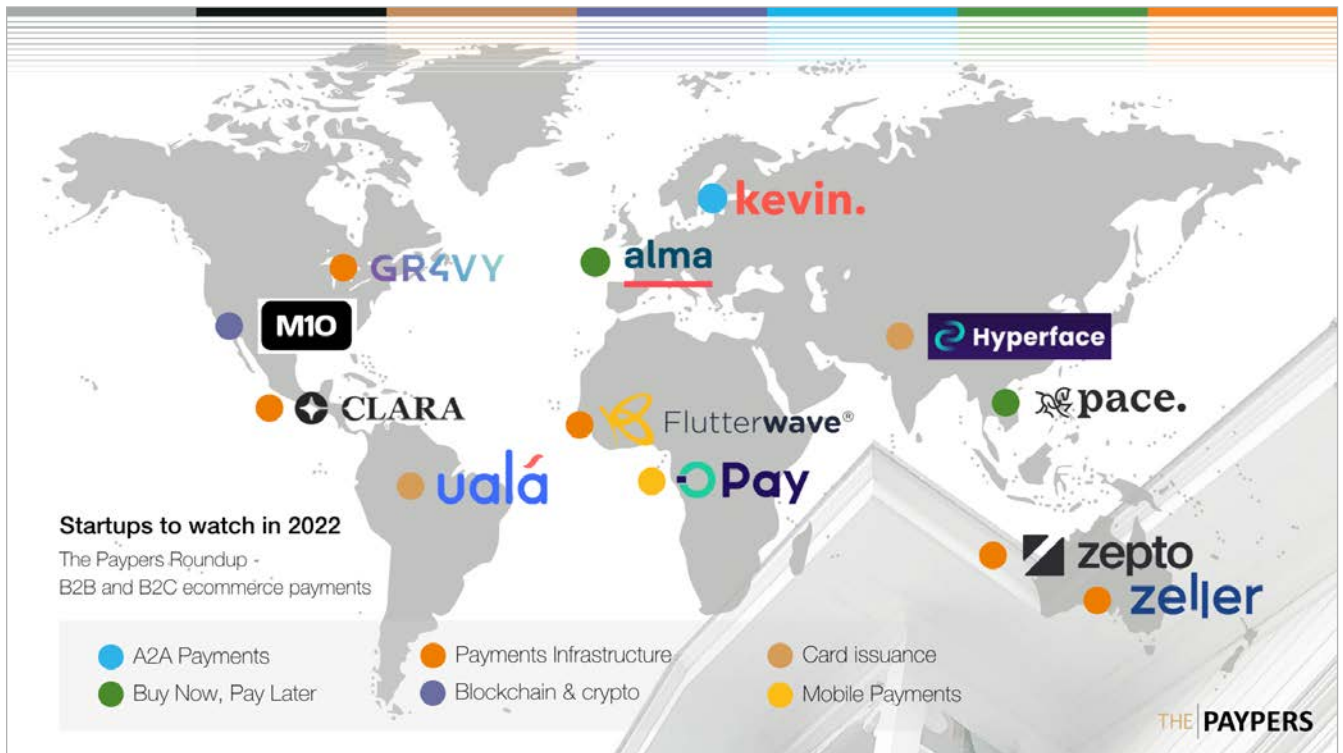 kevin.
alma
GR4VY
M10
Hyperface
CLARA
pace.
Flutterwave®
ualá
OPay
Startups to watch in 2022
The Paypers Roundup -
B2B and B2C ecommerce payments
zepto
zeller
A2A Payments
Payments Infrastructure
Card issuance
Buy Now, Pay Later
Blockchain & crypto
Mobile Payments
THE PAYPERS